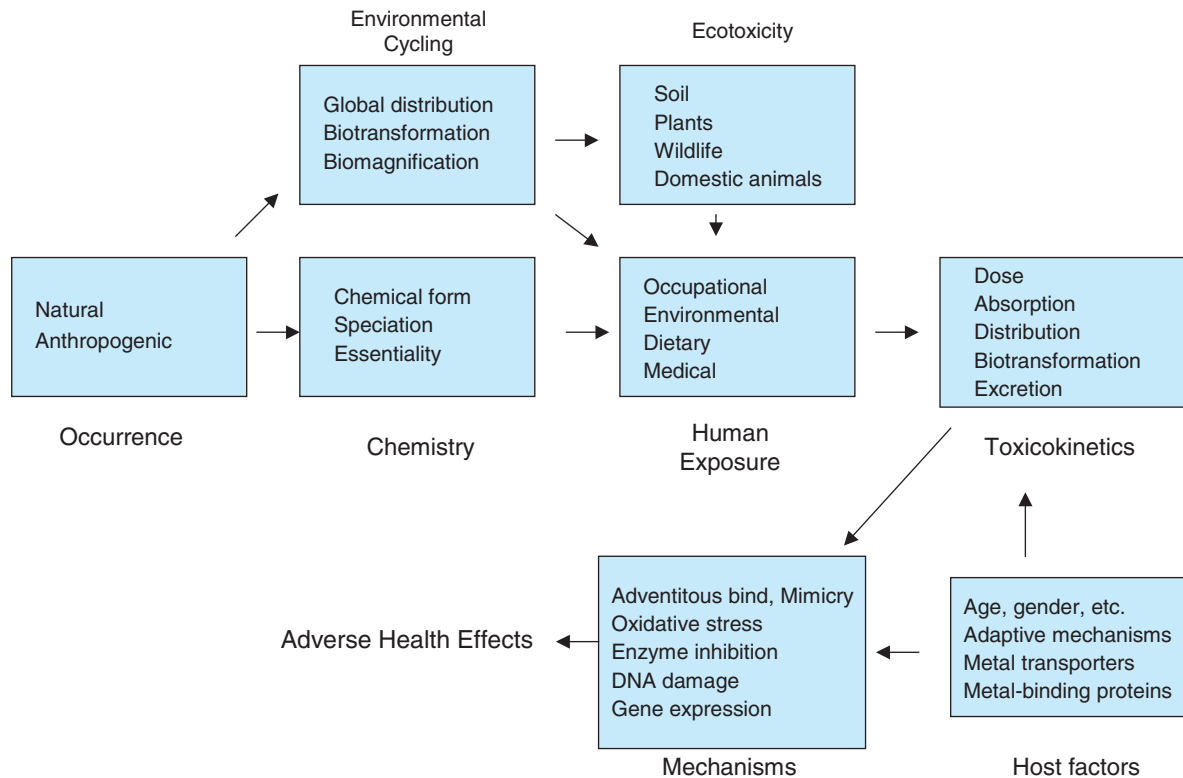 Environmental
Cycling
Global distribution
Biotransformation
Biomagnification
Ecotoxicity
Soil
Plants
Wildlife
Domestic animals
Natural
Anthropogenic
Occurrence
Chemical form
Speciation
Essentiality
Chemistry
Occupational
Environmental
Dietary
Medical
Human
Exposure
Dose
Absorption
Distribution
Biotransformation
Excretion
Toxicokinetics
Adverse Health Effects
Adventitous bind, Mimicry
Oxidative stress
Enzyme inhibition
DNA damage
Gene expression
Mechanisms
Age, gender, etc.
Adaptive mechanisms
Metal transporters
Metal-binding proteins
Host factors